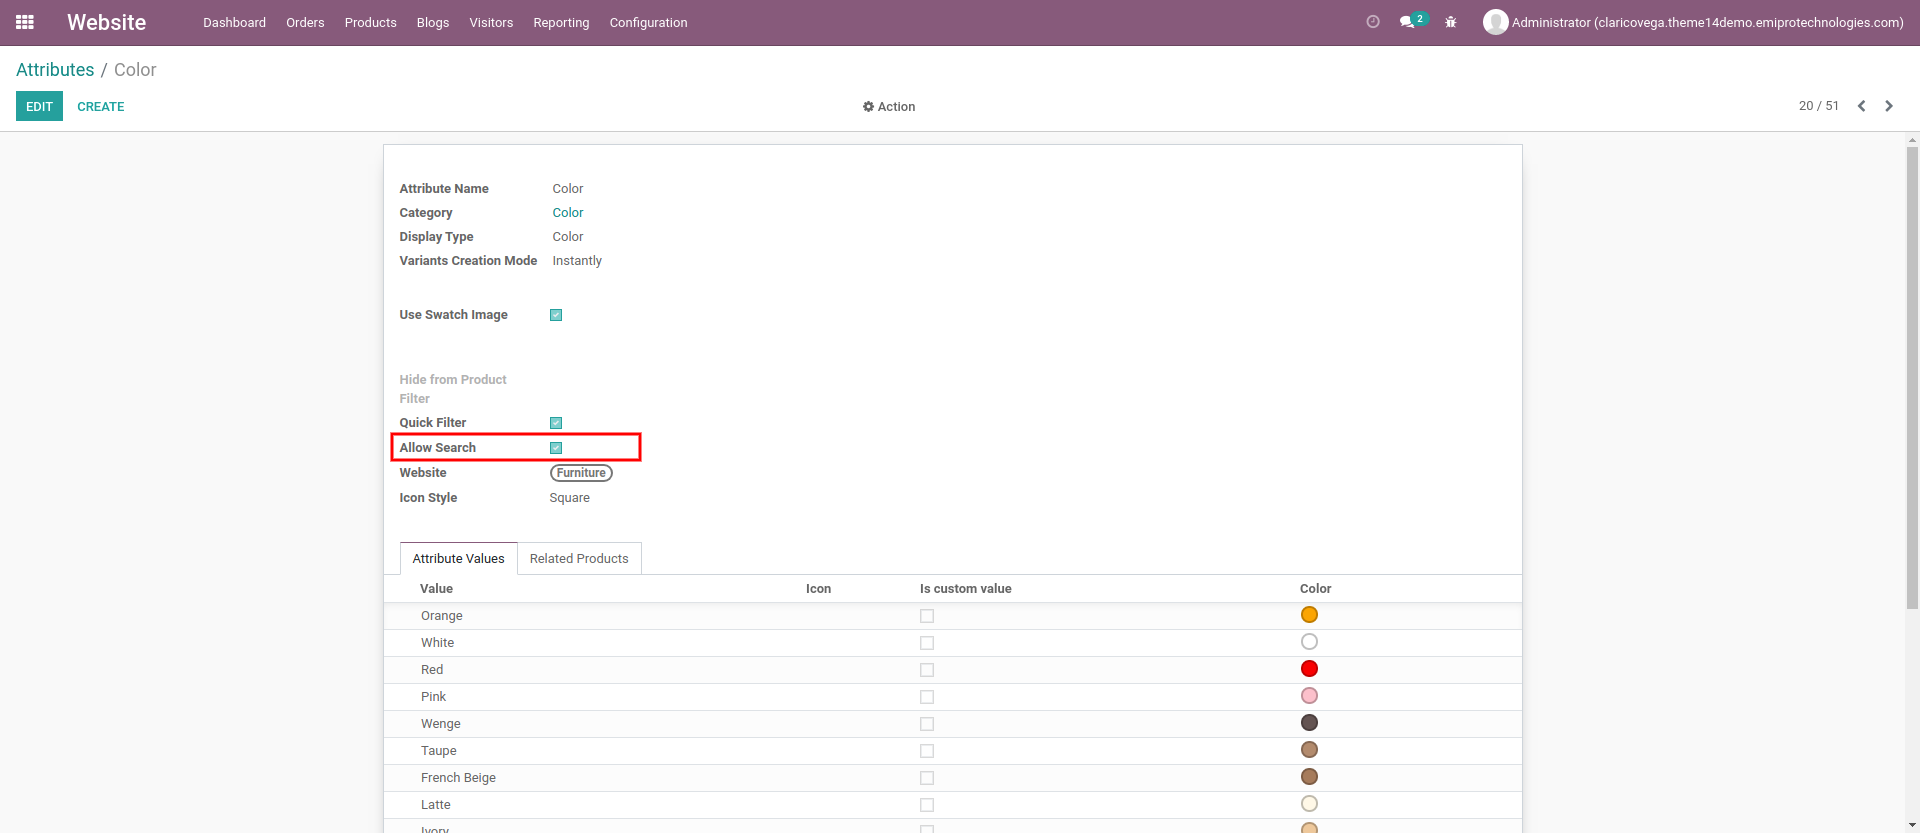 Website Dashboard Orders Products Blogs Visitors Reporting Configuration 2 Administrator (claricovega.theme14demo.emiprotechnologies.com)
Attributes / Color
EDIT CREATE Action 20 / 51
Attribute Name Color
Category Color
Display Type Color
Variants Creation Mode Instantly
Use Swatch Image
Hide from Product
Filter
Quick Filter
Allow Search
Website Furniture
Icon Style Square
Attribute Values Related Products
Value Icon Is custom value Color
Orange
White
Red
Pink
Wenge
Taupe
French Beige
Latte
Ivory